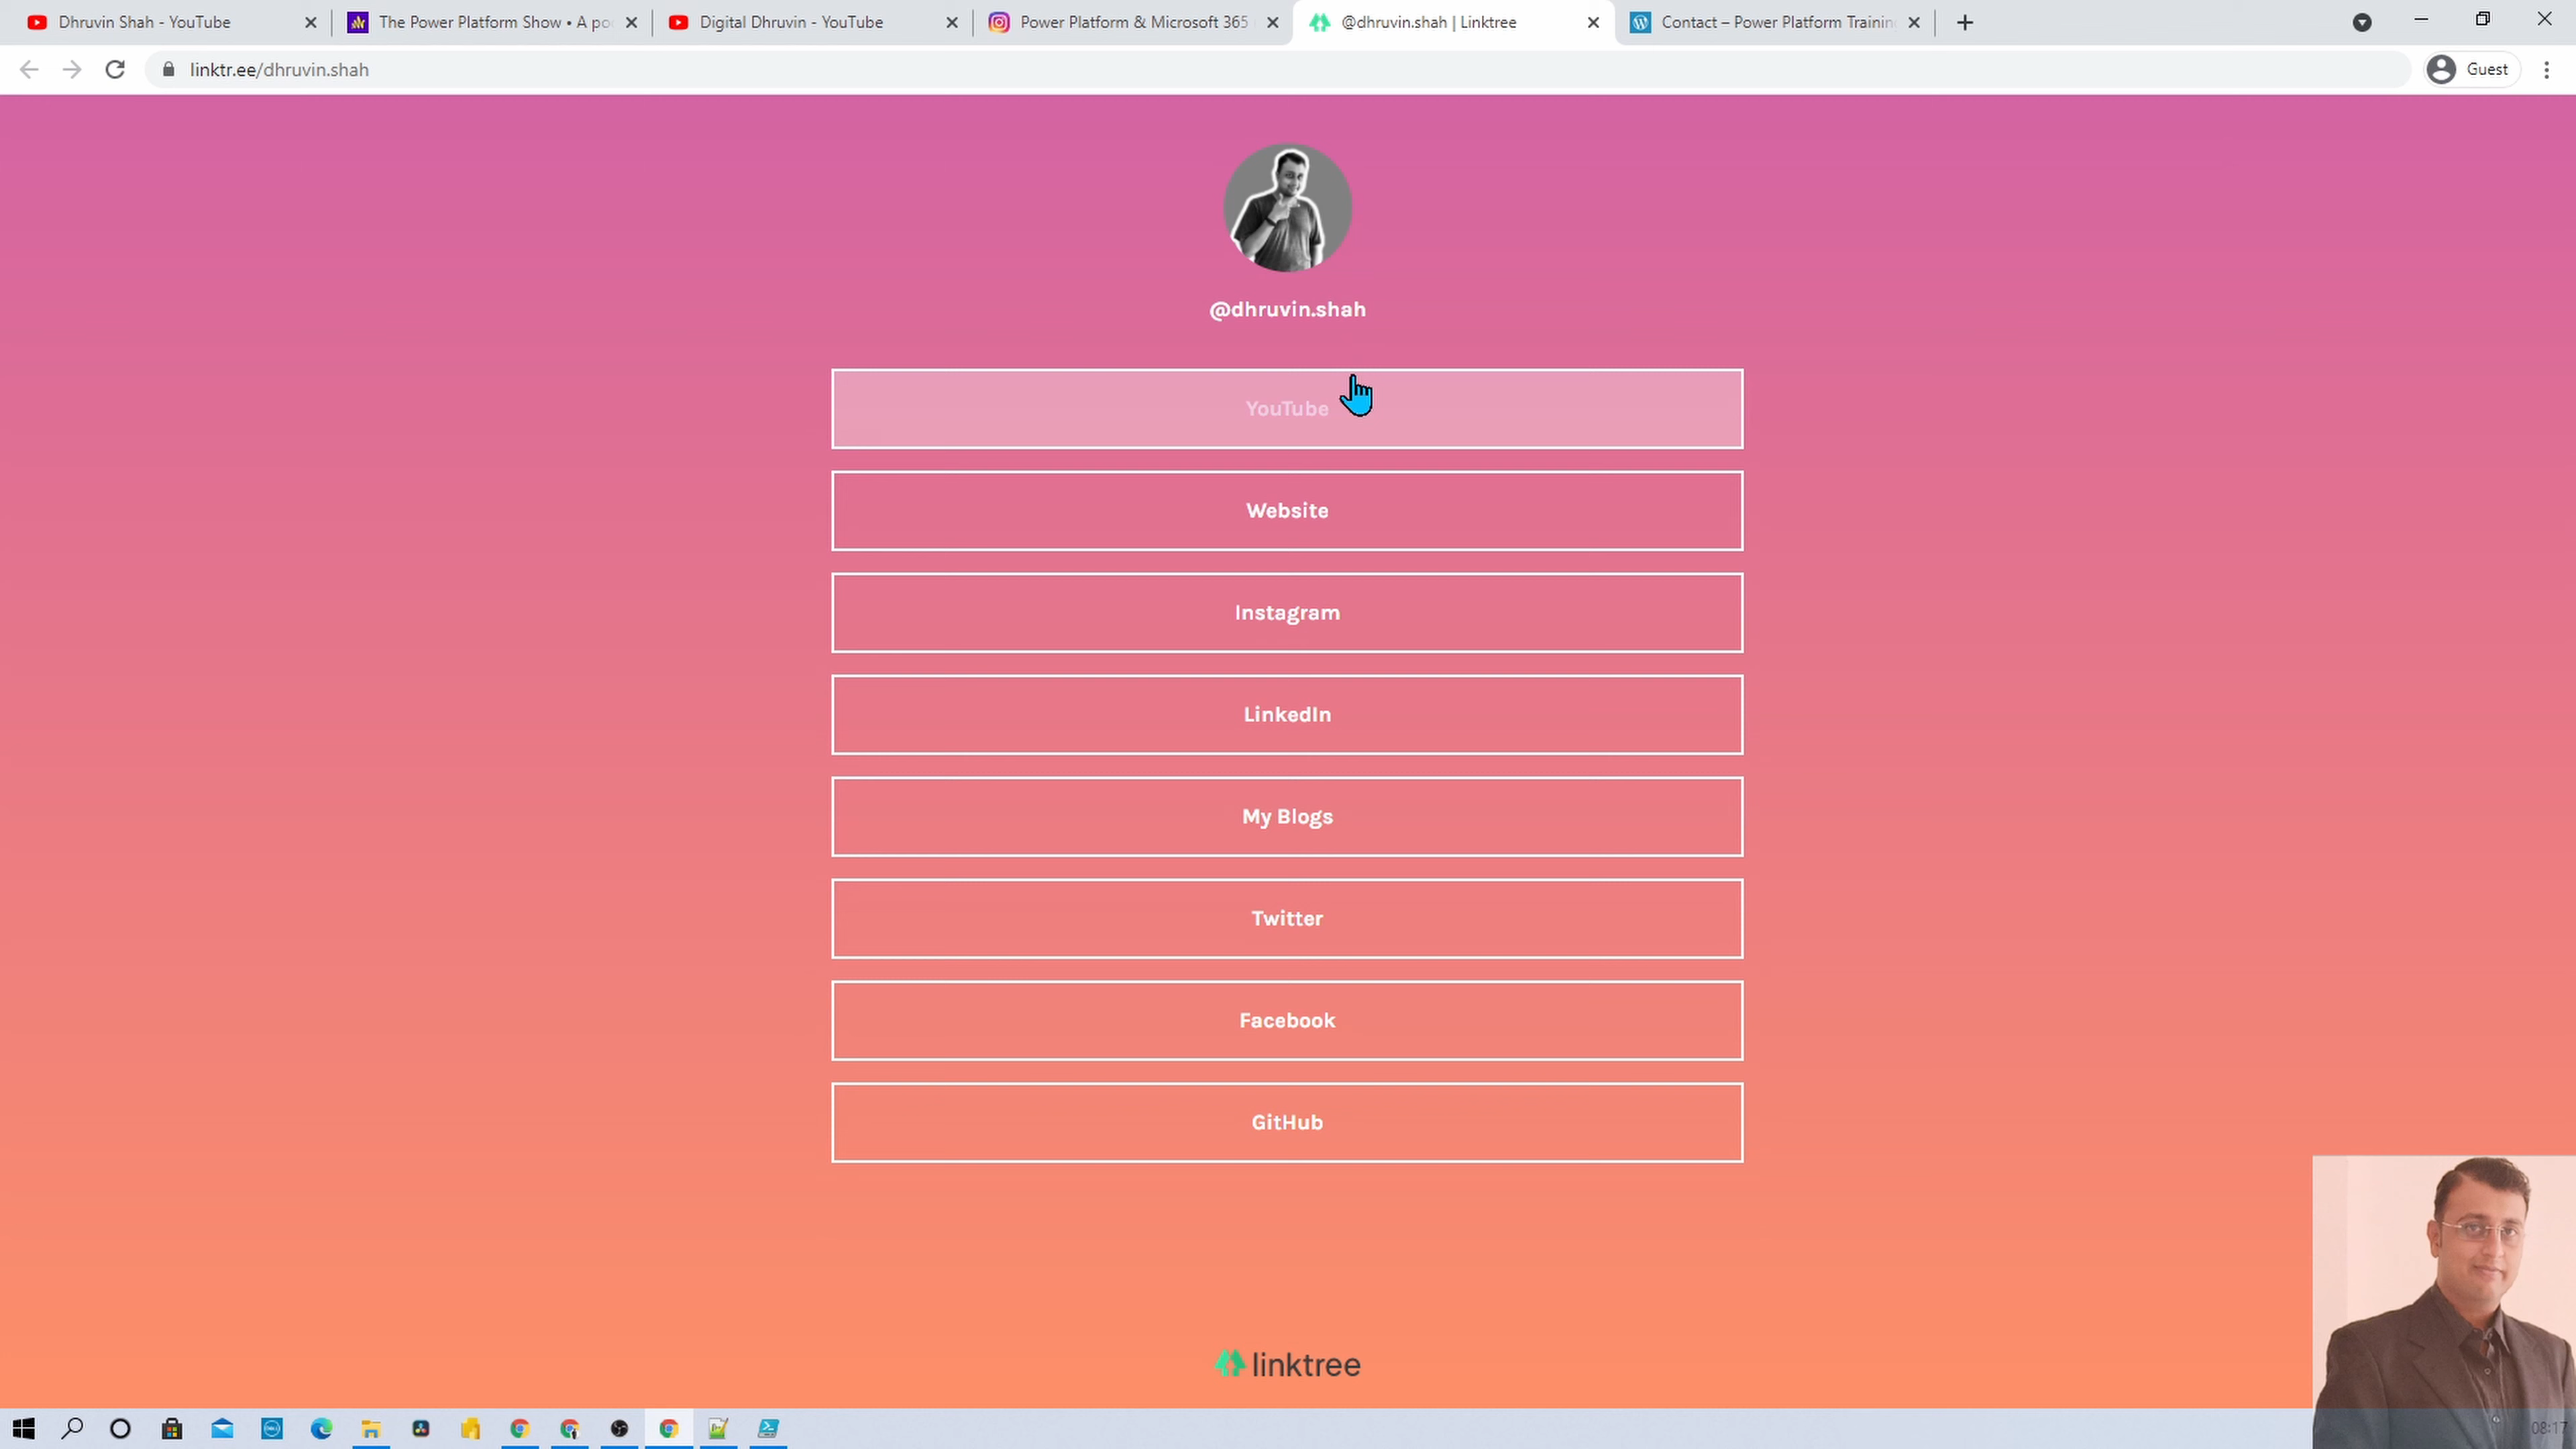 Dhruvin Shah - YouTube
The Power Platform Show • A po
Digital Dhruvin - YouTube
Power Platform & Microsoft 365
@dhruvin.shah | Linktree
Contact – Power Platform Trainin
linktr.ee/dhruvin.shah
Guest
@dhruvin.shah
YouTube
Website
Instagram
LinkedIn
My Blogs
Twitter
Facebook
GitHub
linktree
08:17